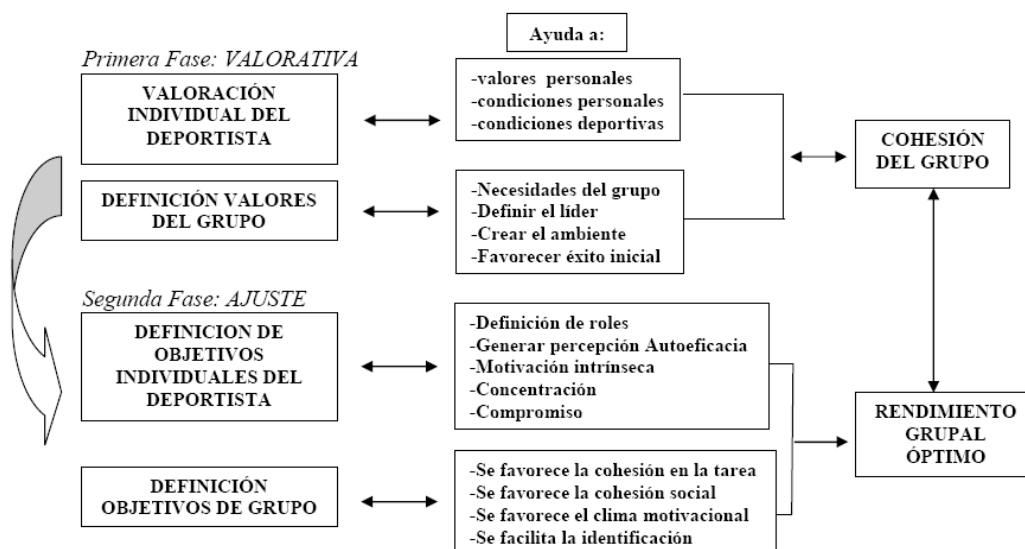 Ayuda a:
Primera Fase: VALORATIVA
VALORACIÓN
INDIVIDUAL DEL
DEPORTISTA
-valores personales
-condiciones personales
-condiciones deportivas
COHESIÓN
DEL GRUPO
DEFINICIÓN VALORES
DEL GRUPO
-Necesidades del grupo
-Definir el líder
-Crear el ambiente
-Favorecer éxito inicial
Segunda Fase: AJUSTE
DEFINICION DE
OBJETIVOS
INDIVIDUALES DEL
DEPORTISTA
-Definición de roles
-Generar percepción Autoeficacia
-Motivación intrínseca
-Concentración
-Compromiso
RENDIMIENTO
GRUPAL
ÓPTIMO
DEFINICIÓN
OBJETIVOS DE GRUPO
-Se favorece la cohesión en la tarea
-Se favorece la cohesión social
-Se favorece el clima motivacional
-Se facilita la identificación